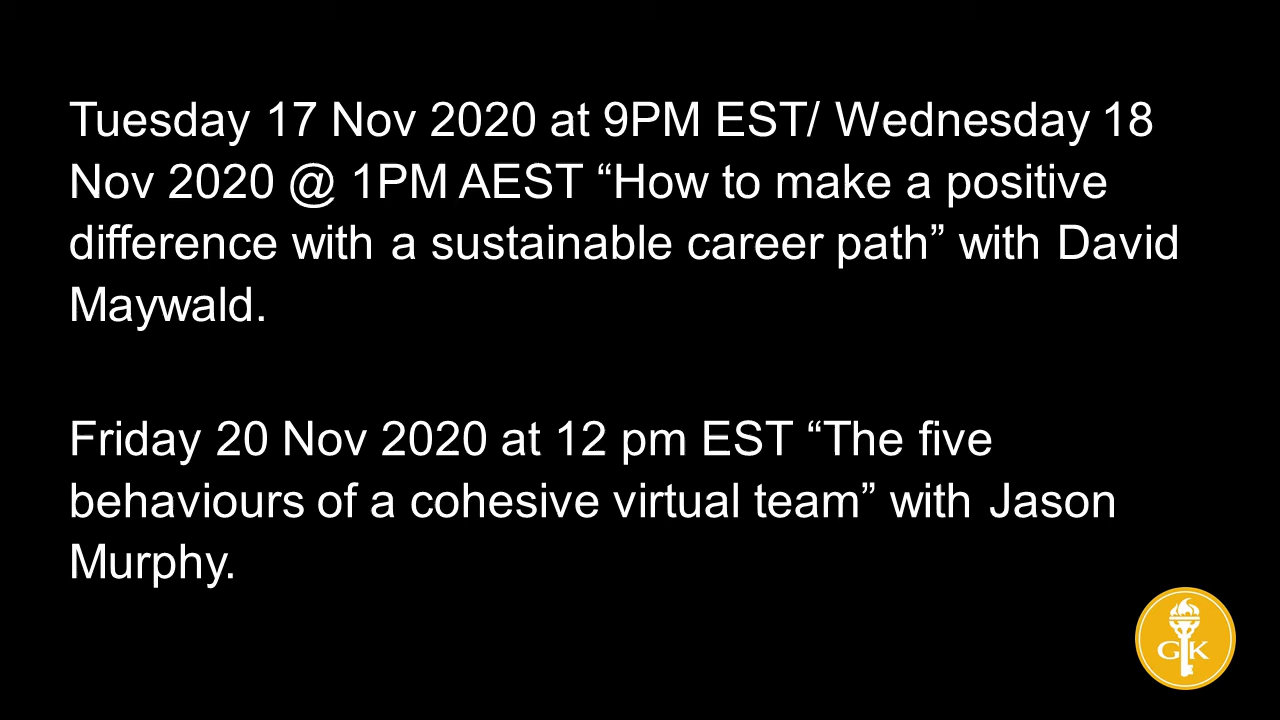 Tuesday 17 Nov 2020 at 9PM EST/ Wednesday 18
Nov 2020 @ 1PM AEST “How to make a positive
difference with a sustainable career path” with David
Maywald.
Friday 20 Nov 2020 at 12 pm EST “The five
behaviours of a cohesive virtual team” with Jason
Murphy.
G K